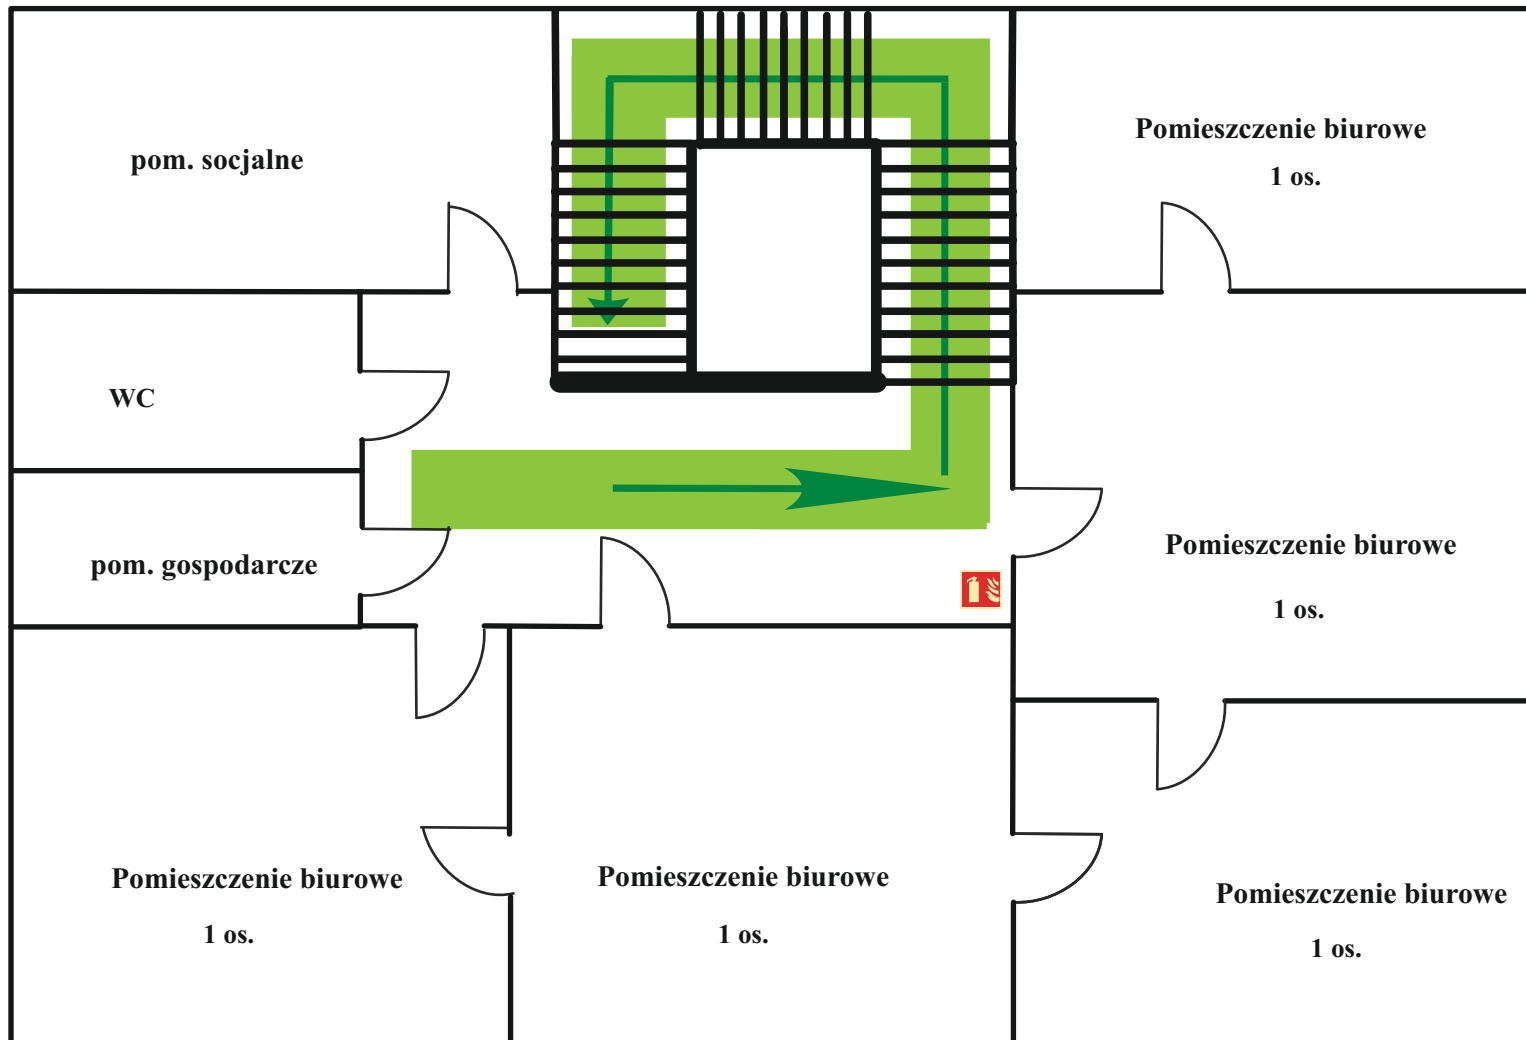 pom. socjalne
Pomieszczenie biurowe
1 os.
WC
pom. gospodarcze
Pomieszczenie biurowe
1 os.
Pomieszczenie biurowe
1 os.
Pomieszczenie biurowe
1 os.
Pomieszczenie biurowe
1 os.